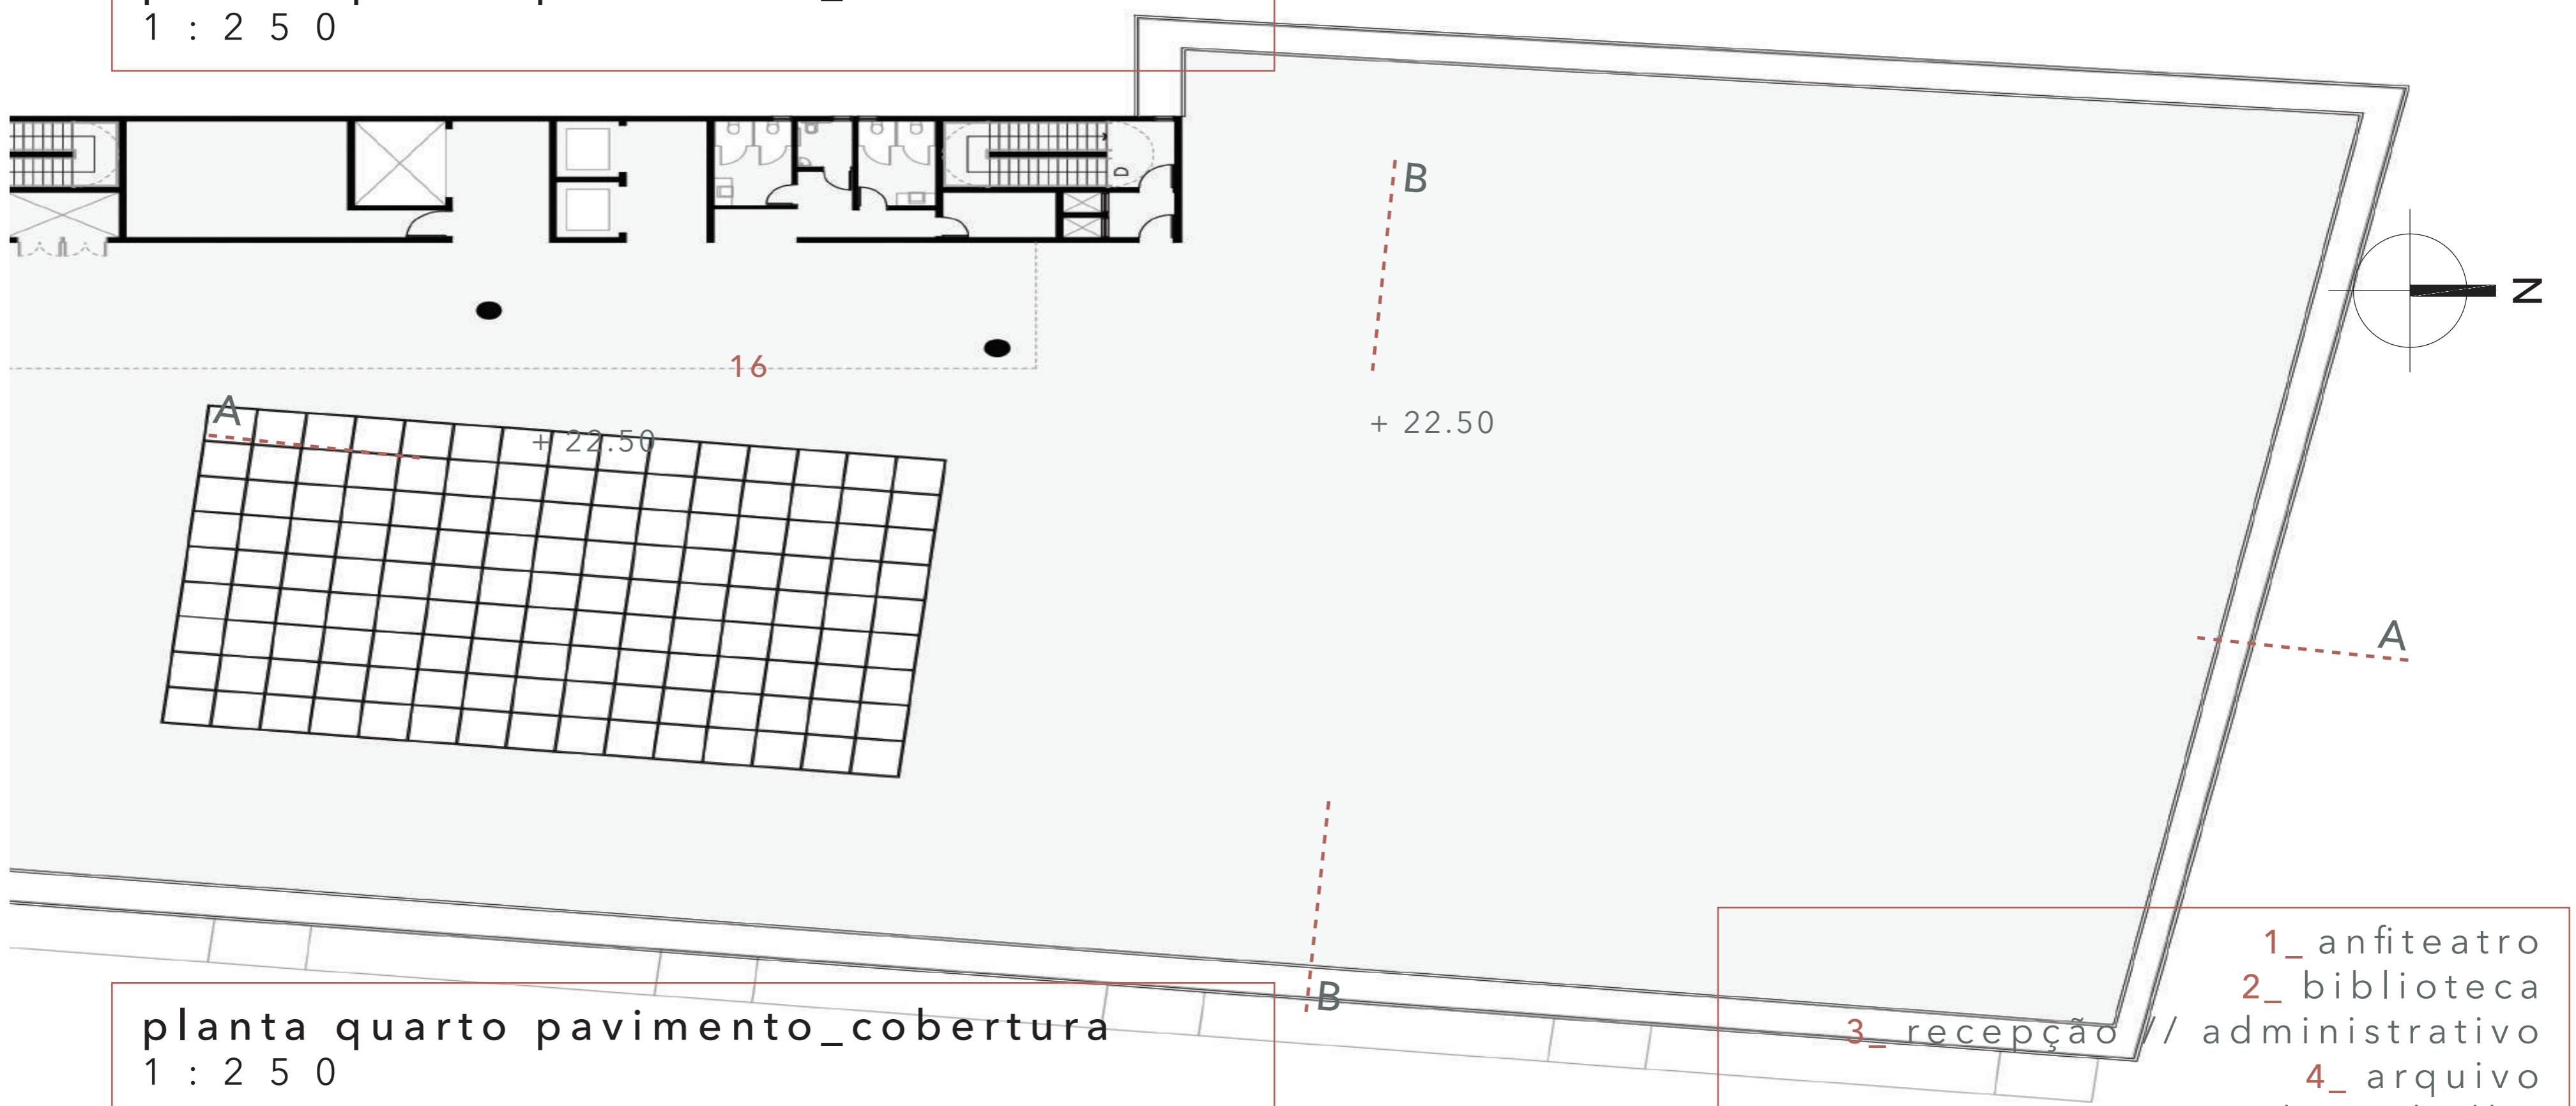 1 : 2 5 0
B
D
N
16
A
+ 22.50
+ 22.50
A
B
planta quarto pavimento_cobertura
1 : 2 5 0
1_ anfiteatro
2_ biblioteca
3_ recepção // administrativo
4_ arquivo